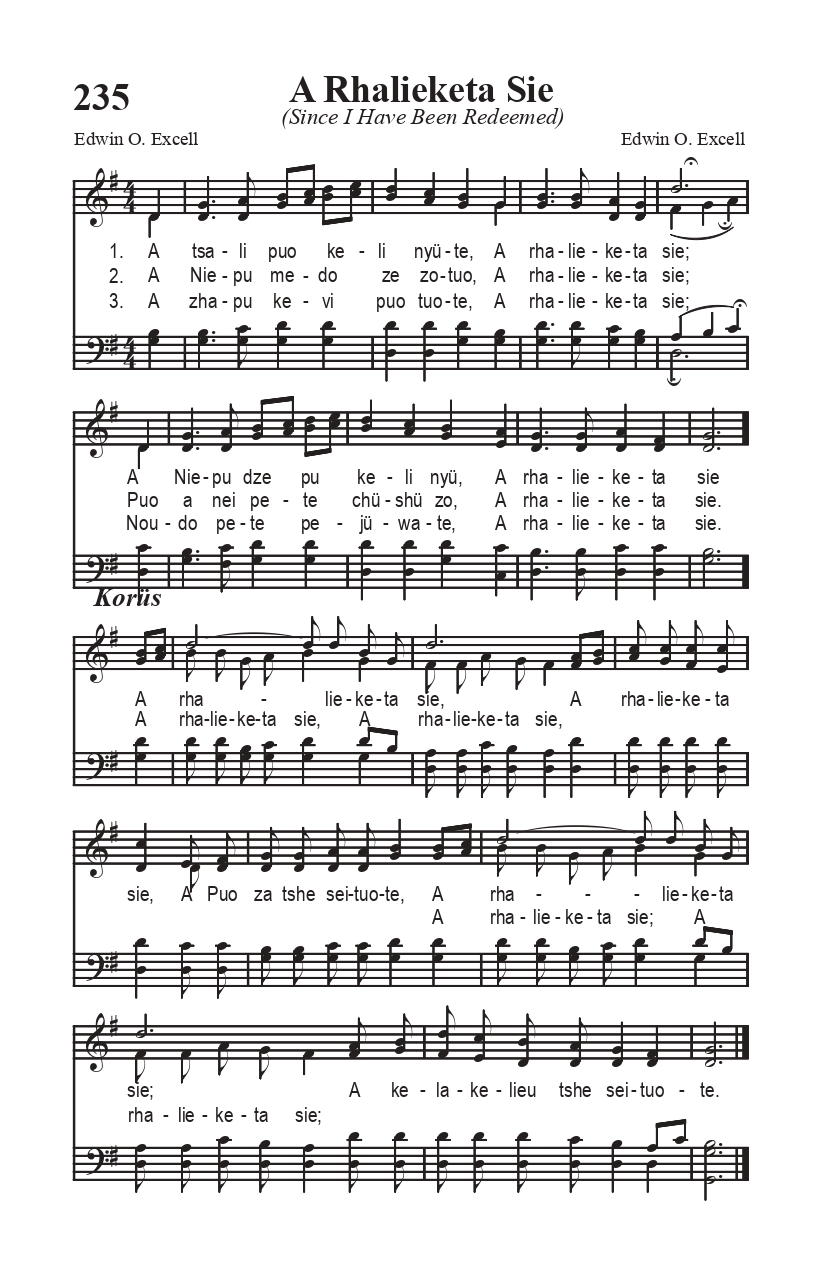 235
A Rhalieketa Sie
(Since I Have Been Redeemed)
Edwin O. Excell Edwin O. Excell
1. A tsa - li puo ke - li nyü-te, A rha-lie-ke-ta sie;
2. A Nie-pu me-do ze zo-tuo, A rha-lie-ke-ta sie;
3. A zha-pu ke-vi puo tuo-te, A rha-lie-ke-ta sie;
A Nie-pu dze pu ke-li nyü, A rha-lie-ke-ta sie
Puo a nei pe-te chü-shü zo, A rha-lie-ke-ta sie.
Nou-do pe-te pe-jü-wa-te, A rha-lie-ke-ta sie.
Korüs
A rha - lie-ke-ta sie, A rha-lie-ke-ta
A rha-lie-ke-ta sie, A rha-lie-ke-ta sie,
sie, A Puo za tshe sei-tuo-te, A rha - - - lie-ke-ta
A rha-lie-ke-ta sie; A
sie; A ke-la-ke-lieu tshe sei-tuo-te.
rha-lie-ke-ta sie;